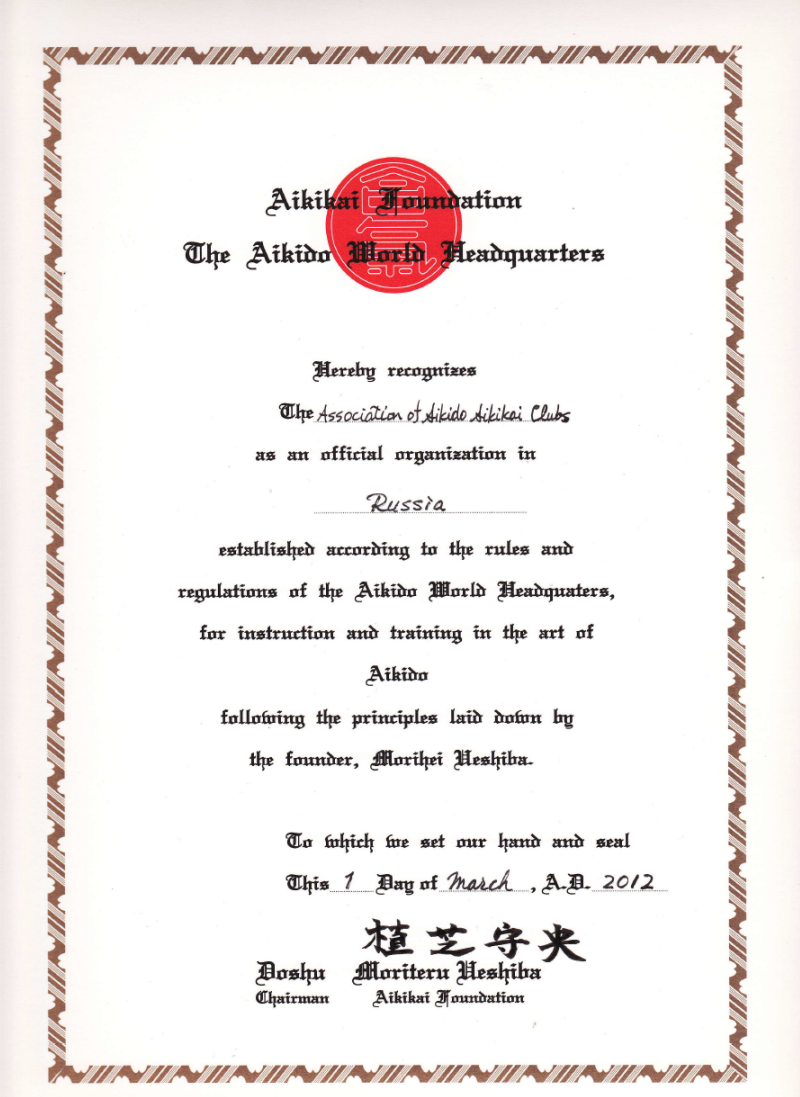 Aikikai Foundation
The Aikido World Headquarters
Hereby recognizes
The Association of Aikido Aikikai Clubs
as an official organization in
Russia
established according to the rules and
regulations of the Aikido World Headquaters,
for instruction and training in the art of
Aikido
following the principles laid down by
the founder, Morihei Ueshiba.
To which we set our hand and seal
This 1 Day of March, A.D. 2012
植芝守央
Doshu Moriteru Ueshiba
Chairman Aikikai Foundation